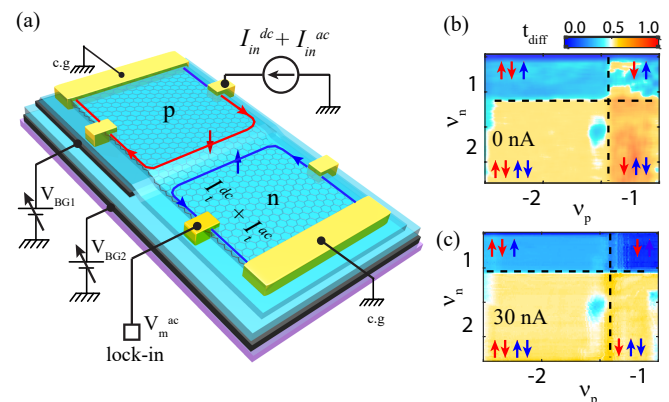 (a)
I_in^dc + I_in^ac
c.g
p
n
I_t^dc + I_t^ac
V_BG1
V_BG2
V_m^ac
lock-in
c.g
(b)
t_diff 0.0 0.5 1.0
ν_n
1
2
0 nA
-2 -1
ν_p
(c)
ν_n
1
2
30 nA
-2 -1
ν_p